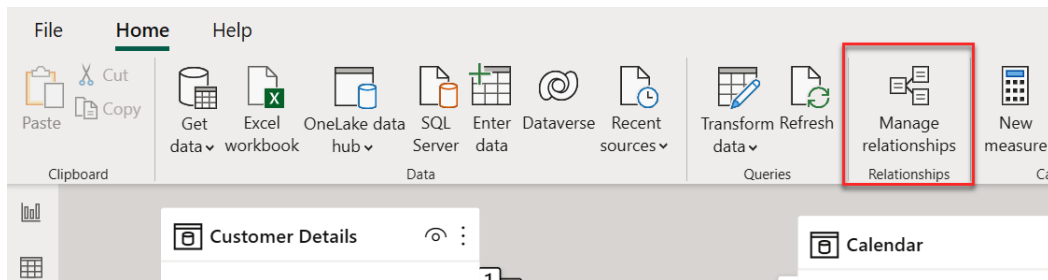 File Home Help
Cut
Copy
Paste
Get data
Excel workbook
OneLake data hub
SQL Server
Enter data
Dataverse
Recent sources
Transform data
Refresh
Manage relationships
New measure
Clipboard
Data
Queries
Relationships
Customer Details
1
Calendar